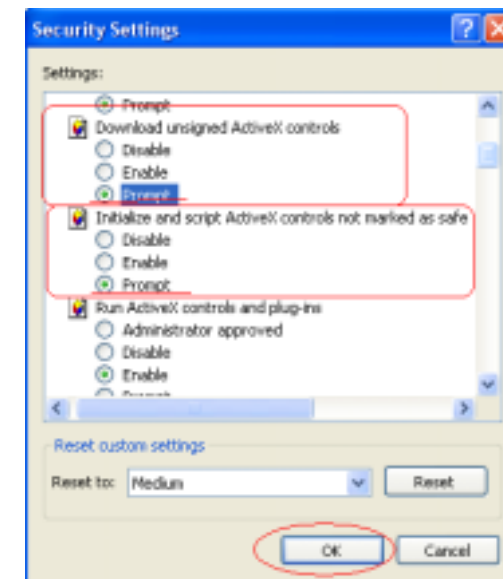 Security Settings
Settings:
Prompt
Download unsigned ActiveX controls
Disable
Enable
Prompt
Initialize and script ActiveX controls not marked as safe
Disable
Enable
Prompt
Run ActiveX controls and plug-ins
Administrator approved
Disable
Enable
Reset custom settings
Reset to: Medium Reset
OK Cancel